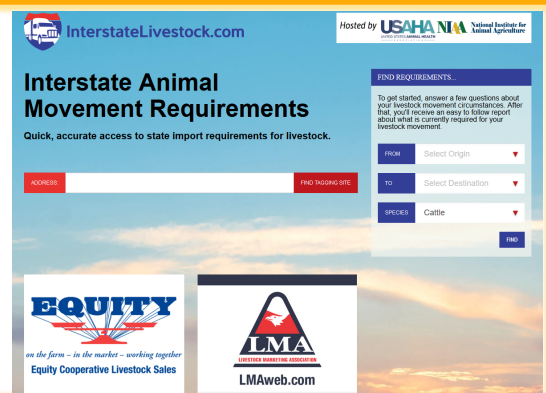 InterstateLivestock.com
Hosted by USAHA NIAA National Institute for
Animal Agriculture
UNITED STATES ANIMAL HEALTH
Interstate Animal
Movement Requirements
Quick, accurate access to state import requirements for livestock.
ADDRESS:
FIND TAGGING SITE
FIND REQUIREMENTS...
To get started, answer a few questions about
your livestock movement circumstances. After
that, you'll receive an easy to follow report
about what is currently required for your
livestock movement.
FROM Select Origin
TO Select Destination
SPECIES Cattle
FIND
EQUITY
on the farm – in the market – working together
Equity Cooperative Livestock Sales
LMA
LIVESTOCK MARKETING ASSOCIATION
LMAweb.com